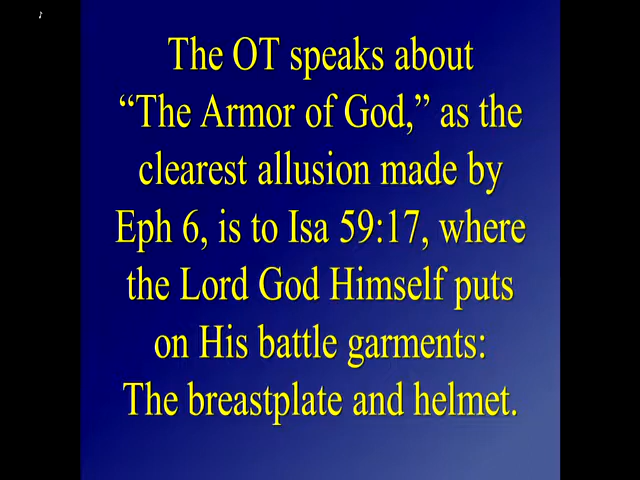 The OT speaks about
“The Armor of God,” as the
clearest allusion made by
Eph 6, is to Isa 59:17, where
the Lord God Himself puts
on His battle garments:
The breastplate and helmet.